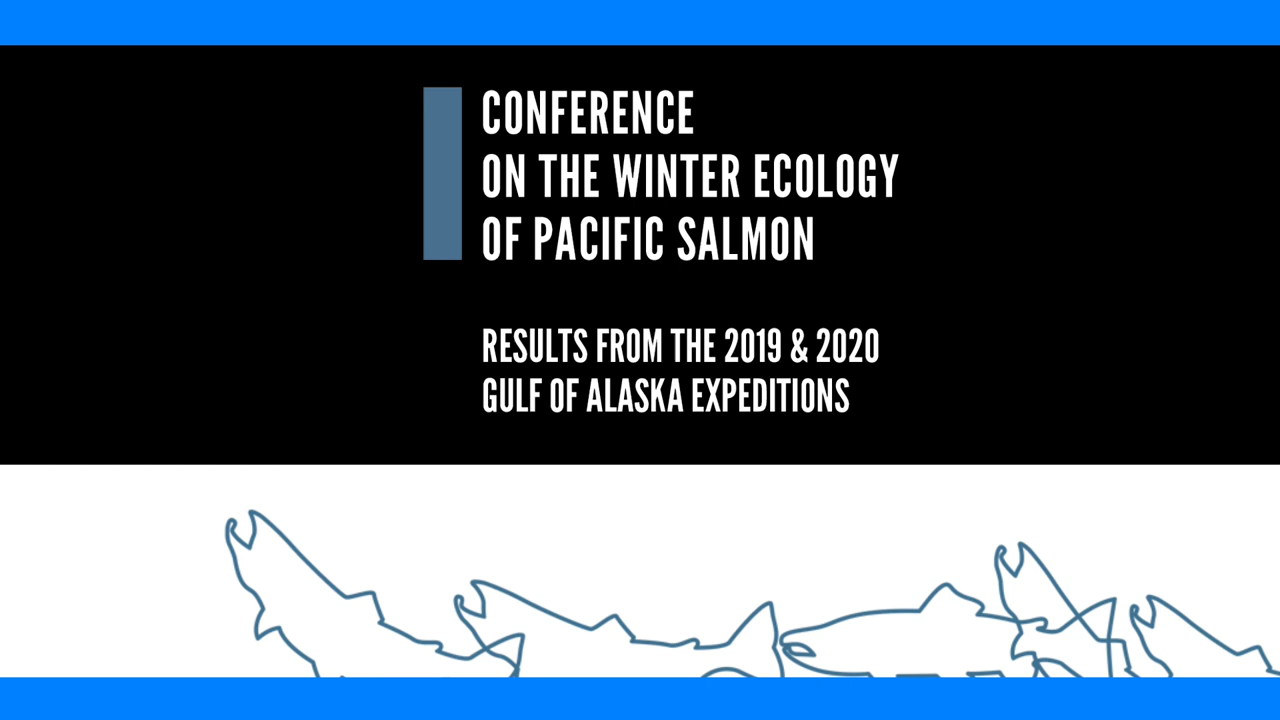 CONFERENCE
ON THE WINTER ECOLOGY
OF PACIFIC SALMON
RESULTS FROM THE 2019 & 2020
GULF OF ALASKA EXPEDITIONS